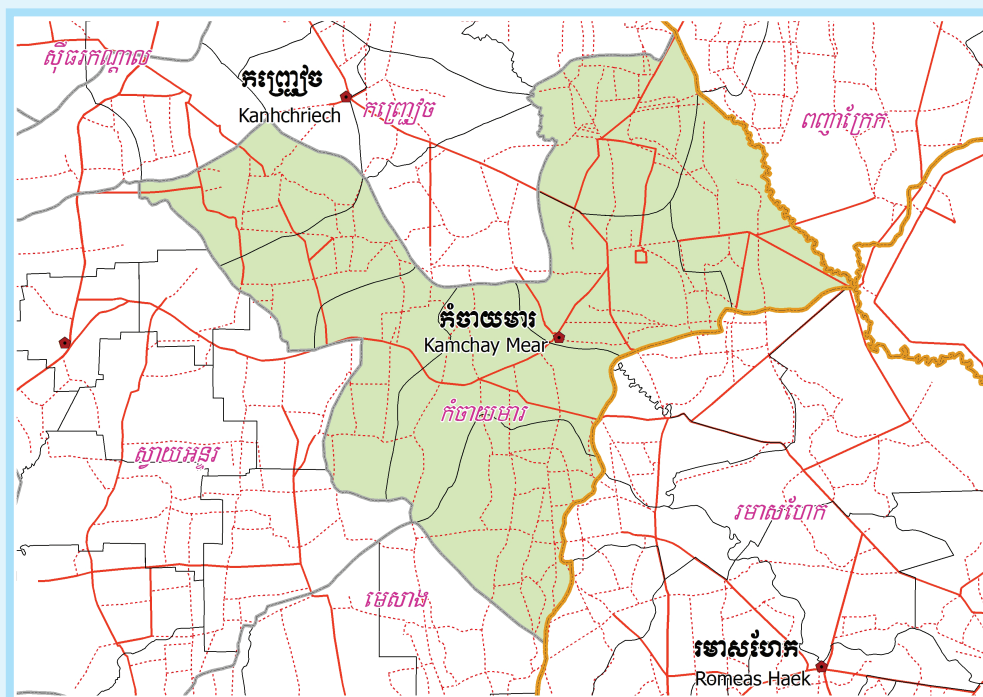 ស៊ីធរកណ្ដាល
កញ្ជ្រៀច
Kanhchriech
កញ្ជ្រៀច
ពញាក្រែក
កំចាយមារ
Kamchay Mear
កំចាយមារ
ស្វាយអន្ទរ
រមាសហែក
មេសាង
រមាសហែក
Romeas Haek